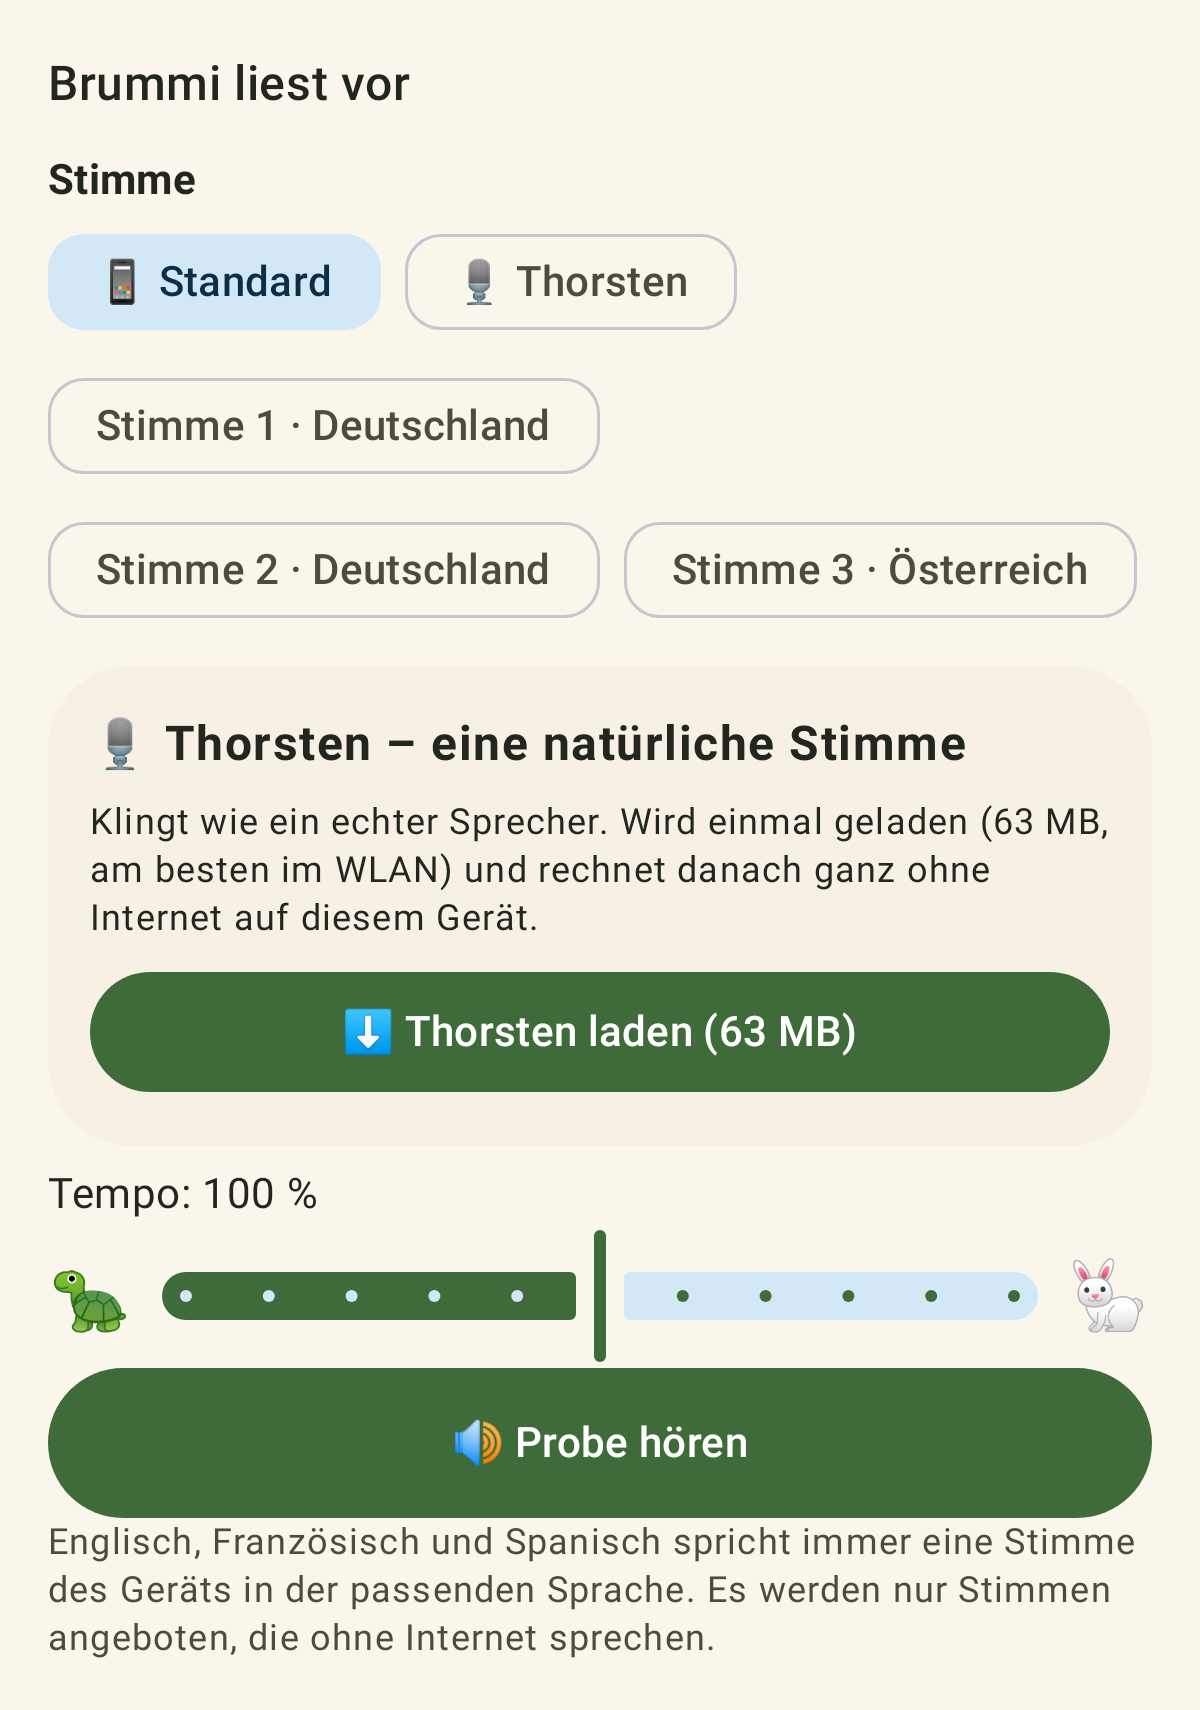 Brummi liest vor
Stimme
Standard
Thorsten
Stimme 1 · Deutschland
Stimme 2 · Deutschland
Stimme 3 · Österreich
Thorsten – eine natürliche Stimme
Klingt wie ein echter Sprecher. Wird einmal geladen (63 MB,
am besten im WLAN) und rechnet danach ganz ohne
Internet auf diesem Gerät.
Thorsten laden (63 MB)
Tempo: 100 %
Probe hören
Englisch, Französisch und Spanisch spricht immer eine Stimme
des Geräts in der passenden Sprache. Es werden nur Stimmen
angeboten, die ohne Internet sprechen.